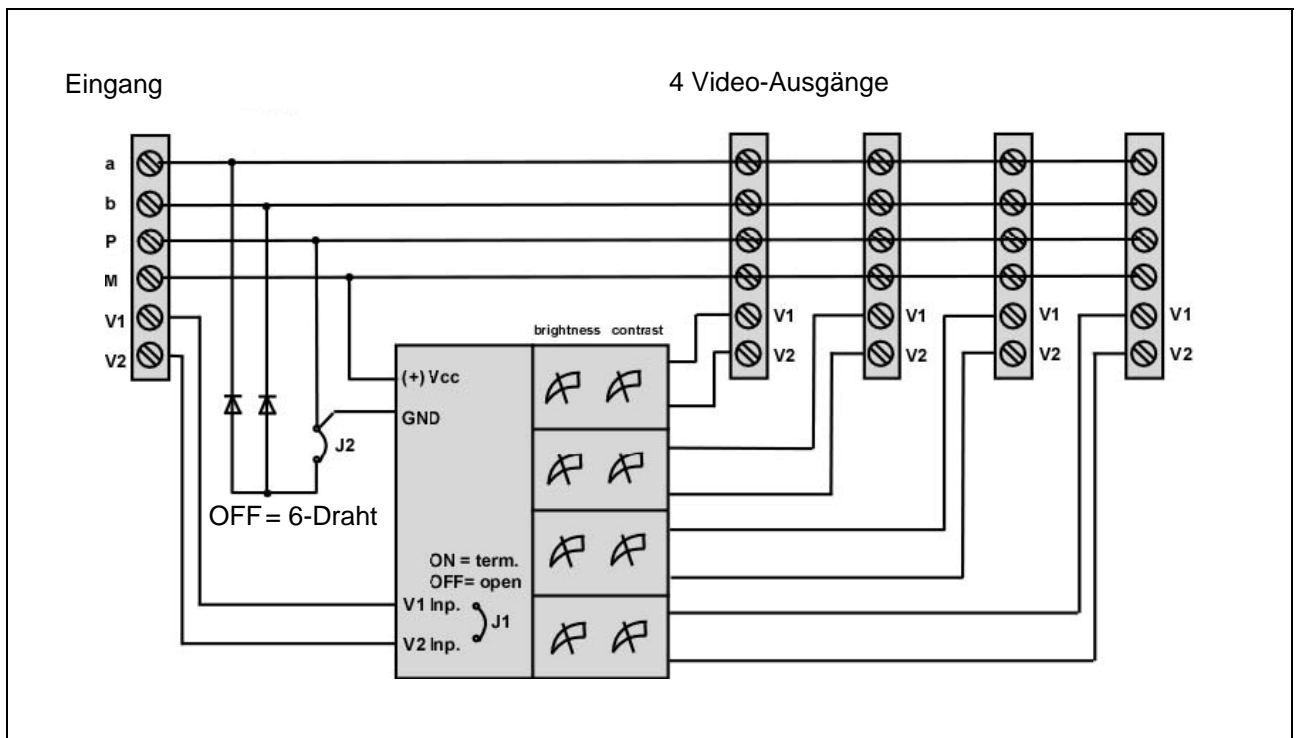 Eingang
4 Video-Ausgänge
a
b
P
M
V1
V2
V1
V2
V1
V2
V1
V2
V1
V2
brightness contrast
(+) Vcc
GND
J2
OFF = 6-Draht
ON = term.
OFF= open
V1 Inp.
J1
V2 Inp.